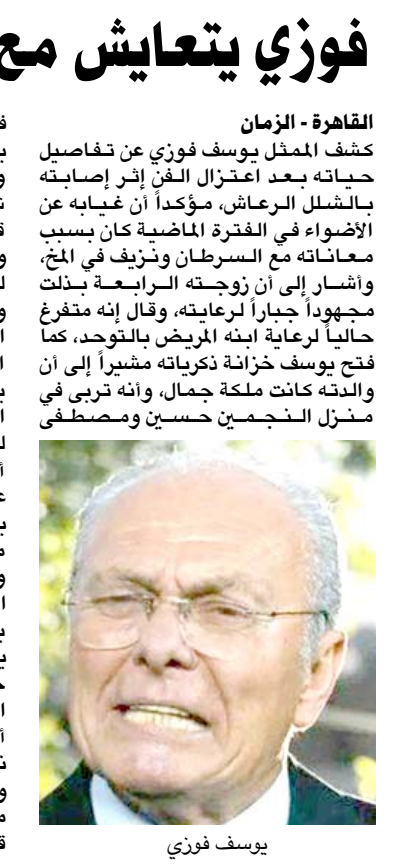 فوزي يتعايش مع
القاهرة - الزمان
كشف الممثل يوسف فوزي عن تفاصيل
حياته بعد اعتزال الفن إثر إصابته
بالشلل الرعاش، مؤكداً أن غيابه عن
الأضواء في الفترة الماضية كان بسبب
معاناته مع السرطان ونزيف في المخ،
وأشار إلى أن زوجته الرابعة بذلت
مجهوداً جباراً لرعايته، وقال إنه متفرغ
حالياً لرعاية ابنه المريض بالتوحد، كما
فتح يوسف خزانة ذكرياته مشيراً إلى أن
والدته كانت ملكة جمال، وأنه تربى في
منزل النجمين حسين ومصطفى
يوسف فوزي